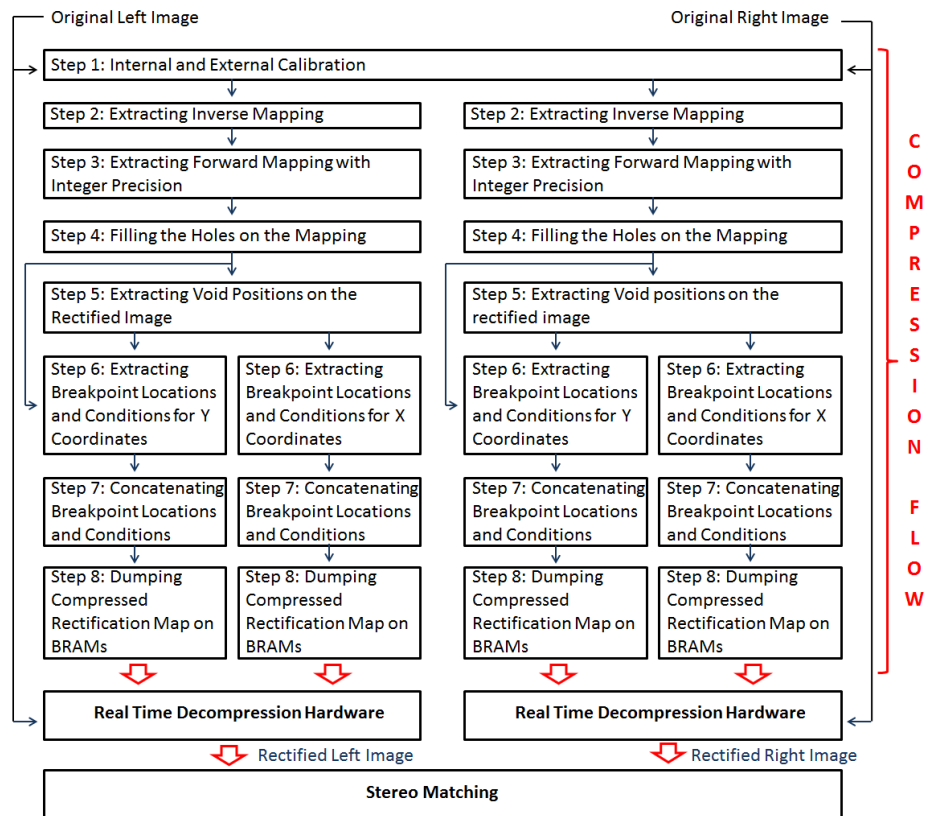 Original Left Image
Original Right Image
Step 1: Internal and External Calibration
Step 2: Extracting Inverse Mapping
Step 2: Extracting Inverse Mapping
Step 3: Extracting Forward Mapping with
Integer Precision
Step 3: Extracting Forward Mapping with
Integer Precision
Step 4: Filling the Holes on the Mapping
Step 4: Filling the Holes on the Mapping
Step 5: Extracting Void Positions on the
Rectified Image
Step 5: Extracting Void positions on the
rectified image
Step 6: Extracting
Breakpoint Locations
and Conditions for Y
Coordinates
Step 6: Extracting
Breakpoint Locations
and Conditions for X
Coordinates
Step 6: Extracting
Breakpoint Locations
and Conditions for Y
Coordinates
Step 6: Extracting
Breakpoint Locations
and Conditions for X
Coordinates
Step 7: Concatenating
Breakpoint Locations
and Conditions
Step 7: Concatenating
Breakpoint Locations
and Conditions
Step 7: Concatenating
Breakpoint Locations
and Conditions
Step 7: Concatenating
Breakpoint Locations
and Conditions
Step 8: Dumping
Compressed
Rectification Map on
BRAMs
Step 8: Dumping
Compressed
Rectification Map on
BRAMs
Step 8: Dumping
Compressed
Rectification Map on
BRAMs
Step 8: Dumping
Compressed
Rectification Map on
BRAMs
COMPRESSION FLOW
Real Time Decompression Hardware
Real Time Decompression Hardware
Rectified Left Image
Rectified Right Image
Stereo Matching